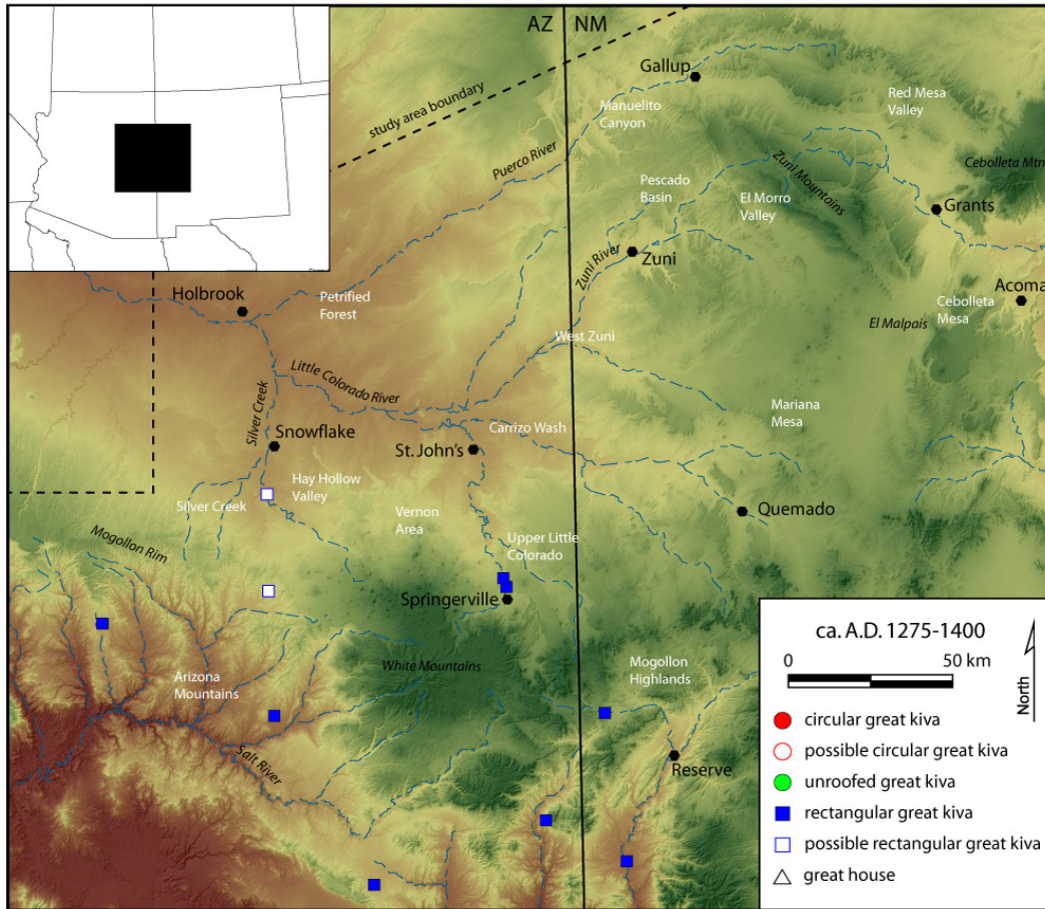 AZ NM
study area boundary
Gallup
Manuelito
Canyon
Red Mesa
Valley
Puerco River
Cebolleta Mtn
Pescado
Basin
El Morro
Valley
Zuni Mountains
Grants
Zuni River
Zuni
Holbrook
Petrified
Forest
Acoma
Cebolleta
Mesa
El Malpais
West Zuni
Little Colorado River
Silver Creek
Mariana
Mesa
Carrizo Wash
Snowflake
St. John's
Hay Hollow
Valley
Silver Creek
Vernon
Area
Quemado
Upper Little
Colorado
Mogollon Rim
Springerville
White Mountains
Mogollon
Highlands
Arizona
Mountains
Salt River
Reserve
ca. A.D. 1275-1400
0 50 km
North
circular great kiva
possible circular great kiva
unroofed great kiva
rectangular great kiva
possible rectangular great kiva
great house